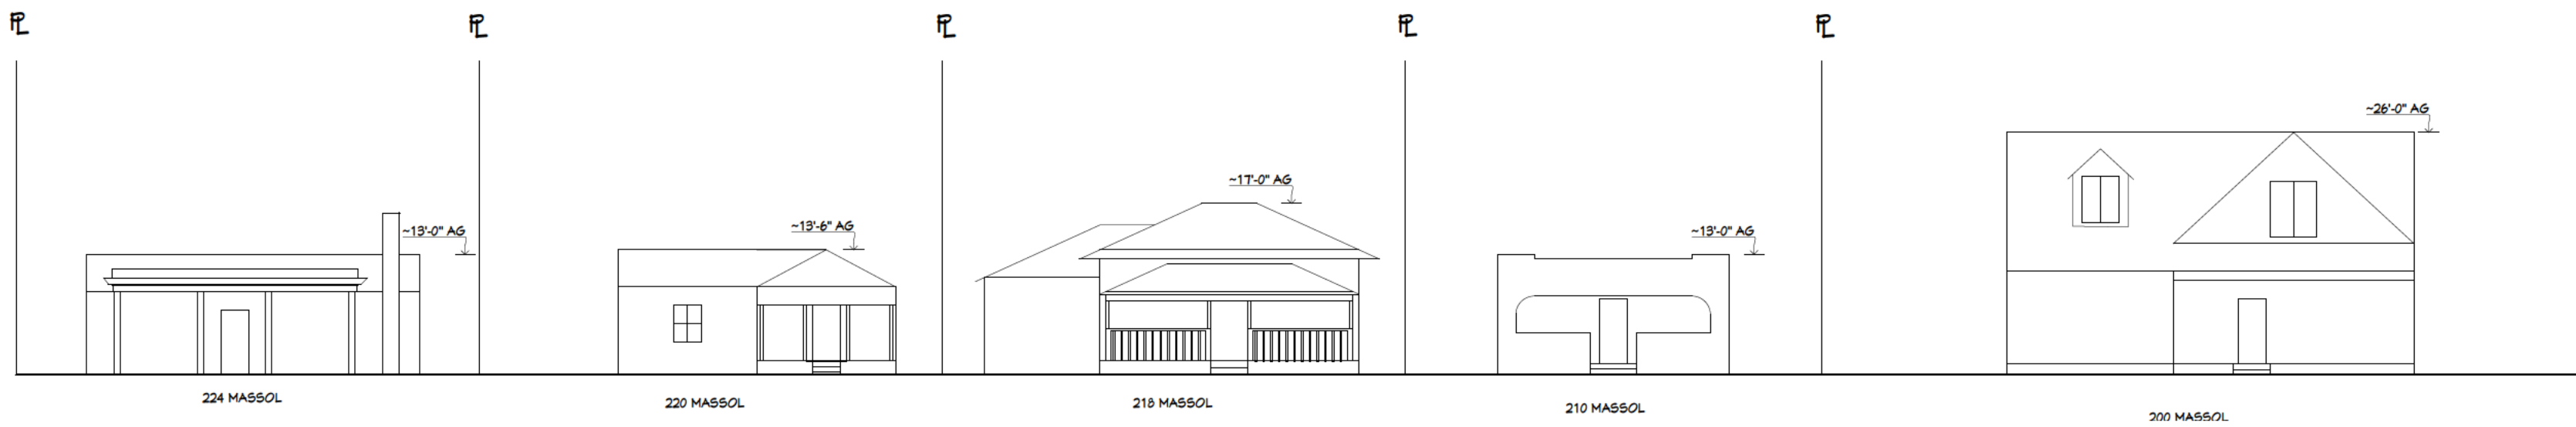 PL
PL
PL
PL
PL
~26'-0" AG
~17'-0" AG
~13'-6" AG
~13'-0" AG
~13'-0" AG
224 MASSOL
220 MASSOL
218 MASSOL
210 MASSOL
200 MASSOL